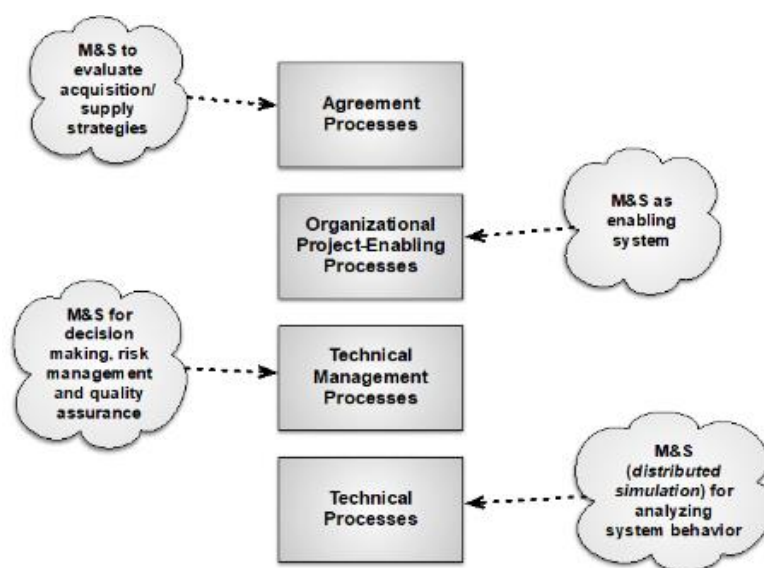 M&S to
evaluate
acquisition/
supply
strategies
Agreement
Processes
Organizational
Project-Enabling
Processes
M&S as
enabling
system
M&S for
decision
making, risk
management
and quality
assurance
Technical
Management
Processes
Technical
Processes
M&S
(distributed
simulation) for
analyzing
system behavior